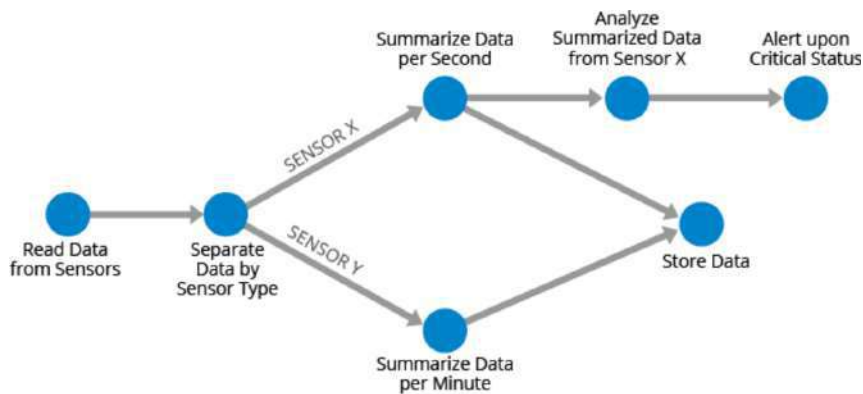 Summarize Data
per Second
Analyze
Summarized Data
from Sensor X
Alert upon
Critical Status
SENSOR X
Read Data
from Sensors
Separate
Data by
Sensor Type
SENSOR Y
Store Data
Summarize Data
per Minute